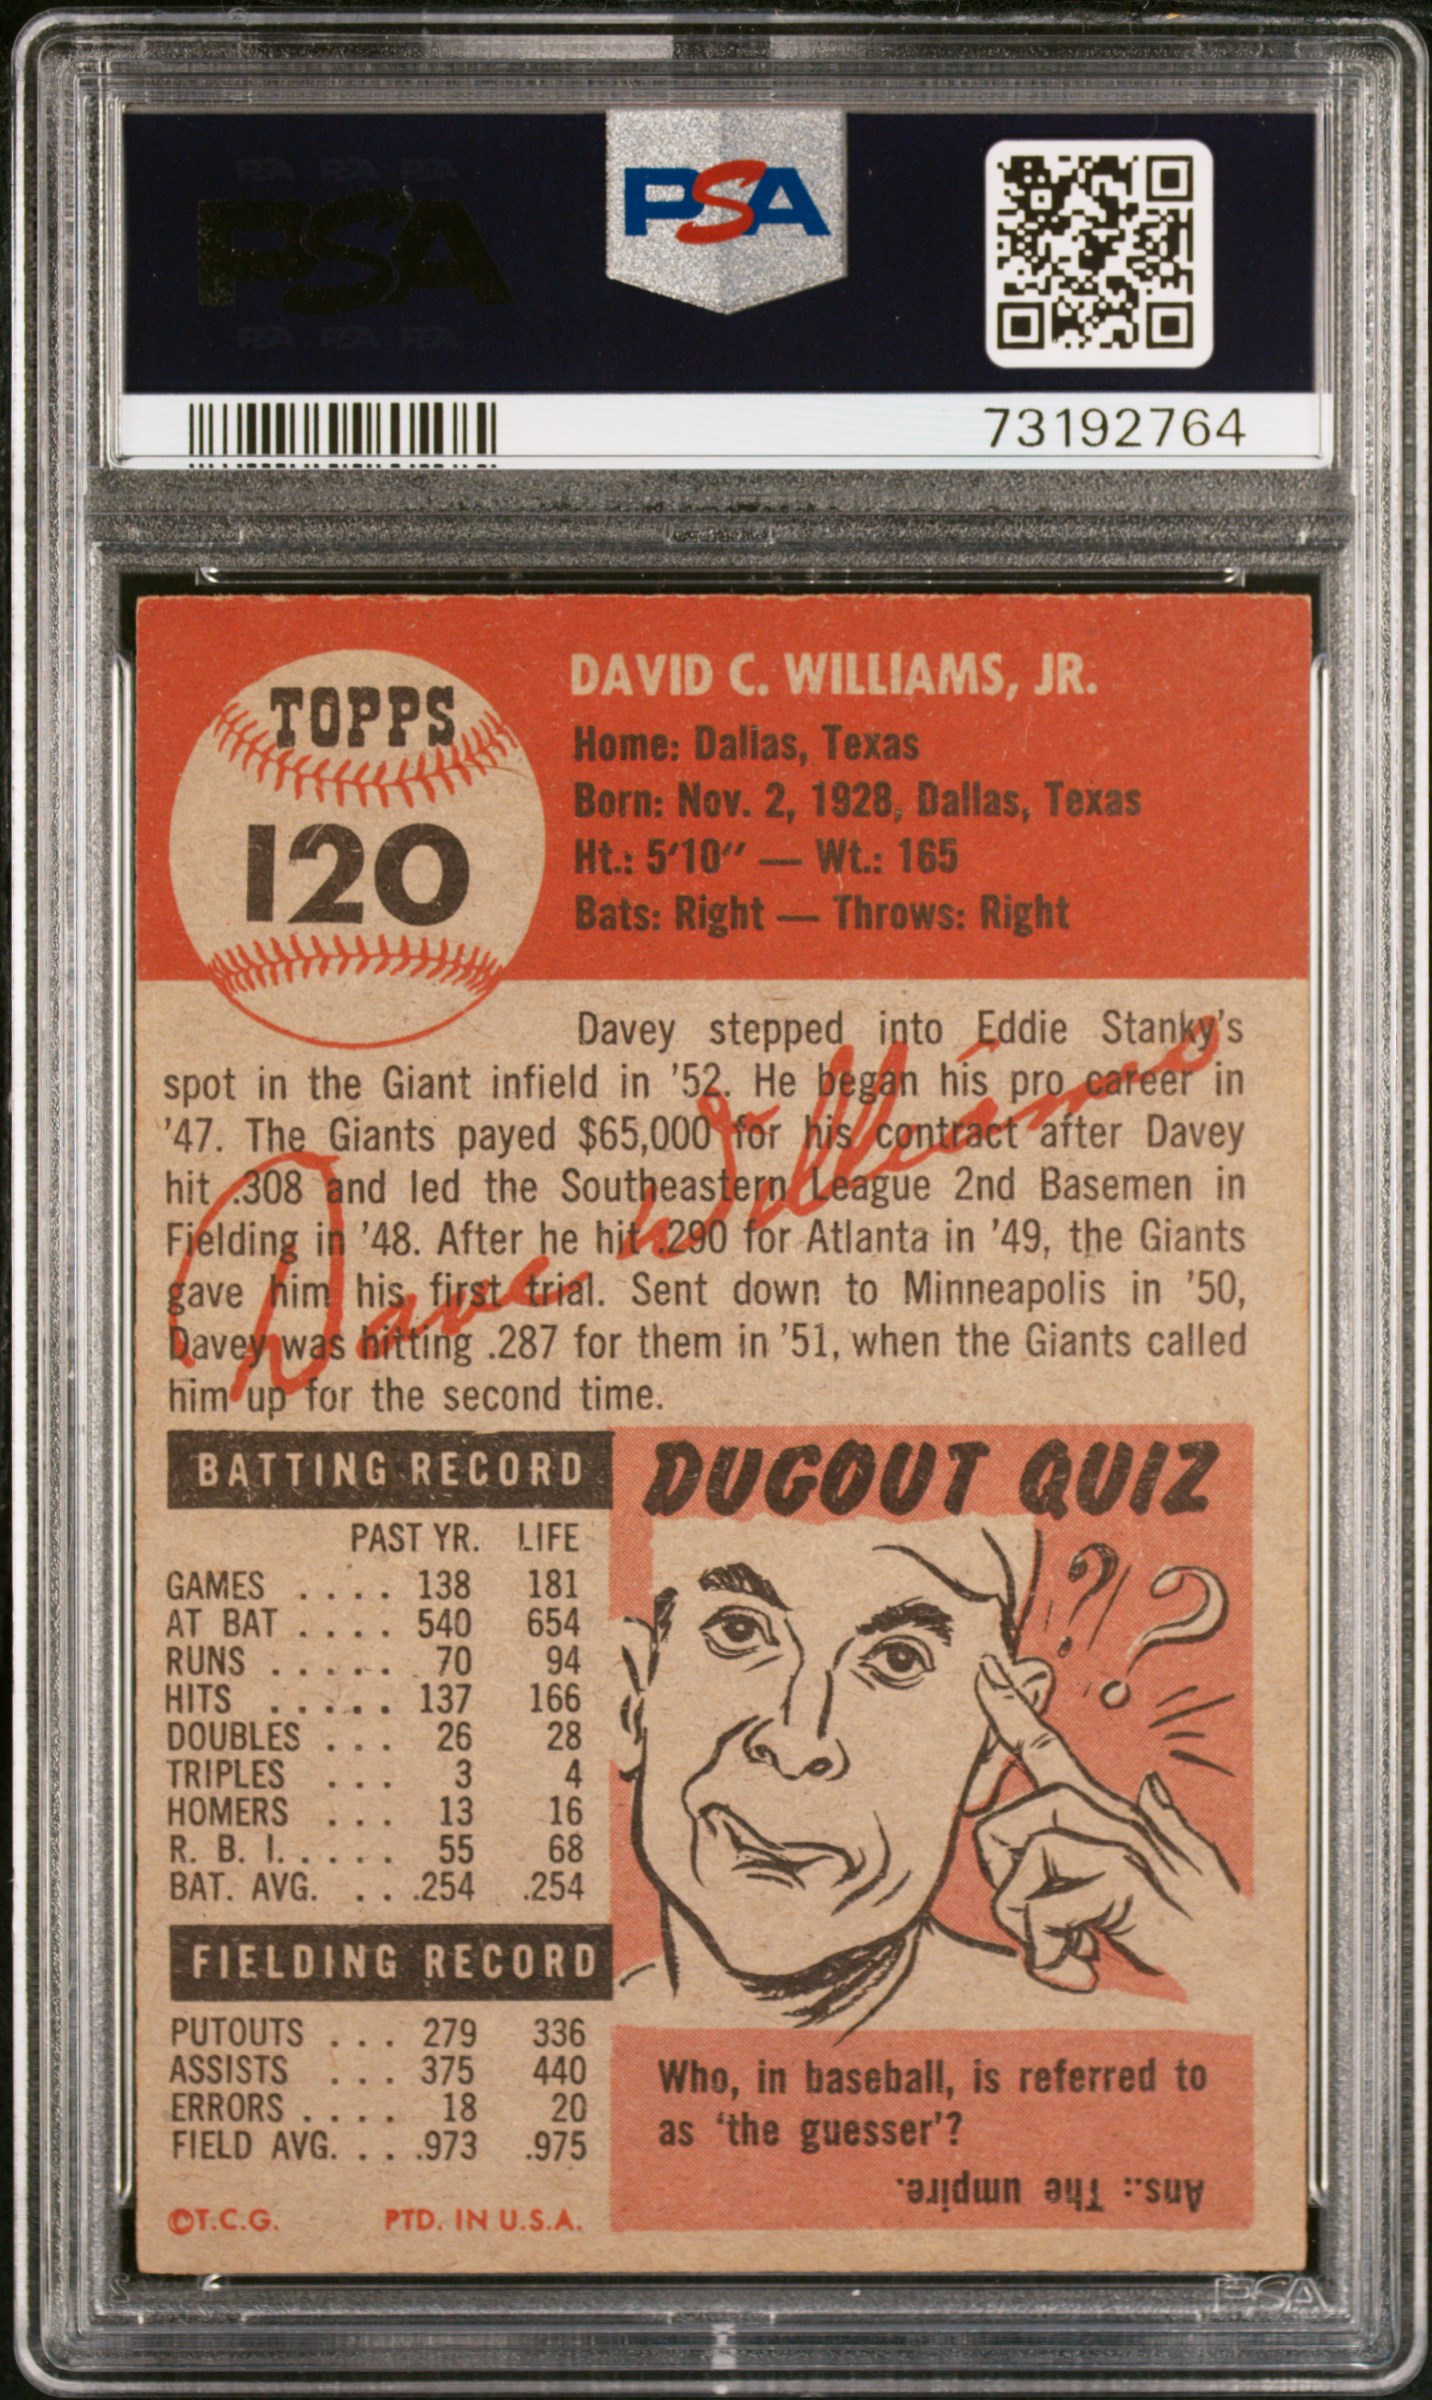 PSA PSA PSA
PSA
PSA PSA PSA
PSA
73192764
TOPPS
120
DAVID C. WILLIAMS, JR.
Home: Dallas, Texas
Born: Nov. 2, 1928, Dallas, Texas
Ht.: 5'10" — Wt.: 165
Bats: Right — Throws: Right
Davey stepped into Eddie Stanky's
spot in the Giant infield in '52. He began his pro career in
'47. The Giants payed $65,000 for his contract after Davey
hit .308 and led the Southeastern League 2nd Basemen in
Fielding in '48. After he hit .290 for Atlanta in '49, the Giants
gave him his first trial. Sent down to Minneapolis in '50,
Davey was hitting .287 for them in '51, when the Giants called
him up for the second time.
Dave Williams
BATTING RECORD
PAST YR. LIFE
GAMES . . . . 138 181
AT BAT . . . . 540 654
RUNS . . . . . 70 94
HITS . . . . . 137 166
DOUBLES . . . 26 28
TRIPLES . . . 3 4
HOMERS . . . 13 16
R. B. I. . . . . 55 68
BAT. AVG. . . . .254 .254
FIELDING RECORD
PUTOUTS . . . 279 336
ASSISTS . . . 375 440
ERRORS . . . . 18 20
FIELD AVG. . . . .973 .975
©T.C.G. PTD. IN U.S.A.
DUGOUT QUIZ
? ?
Who, in baseball, is referred to
as 'the guesser'?
Ans.: The umpire.
PSA